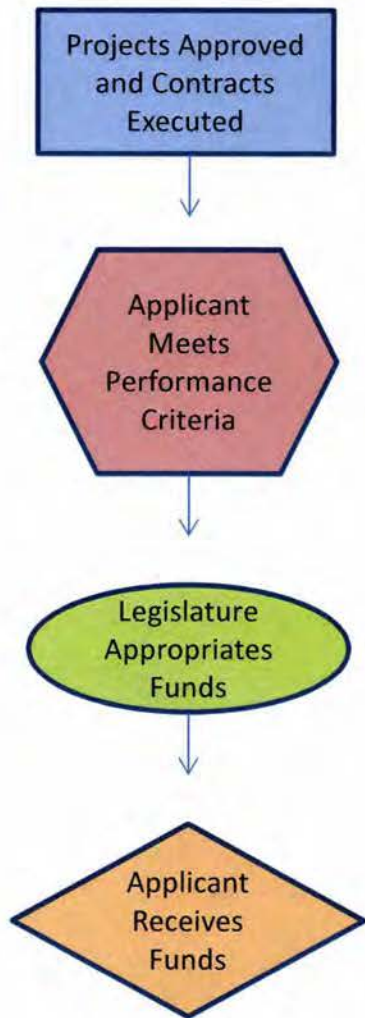 Projects Approved
and Contracts
Executed
Applicant
Meets
Performance
Criteria
Legislature
Appropriates
Funds
Applicant
Receives
Funds